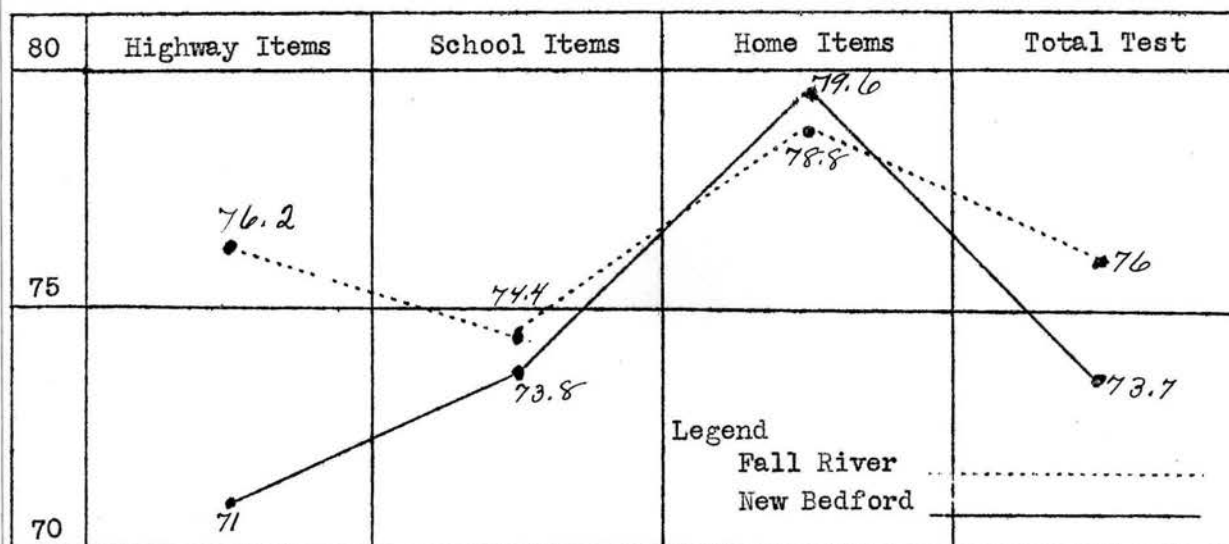 80 Highway Items School Items Home Items Total Test
79.6
78.8
76.2
76
75
74.4
73.8
73.7
Legend
Fall River
New Bedford
71
70